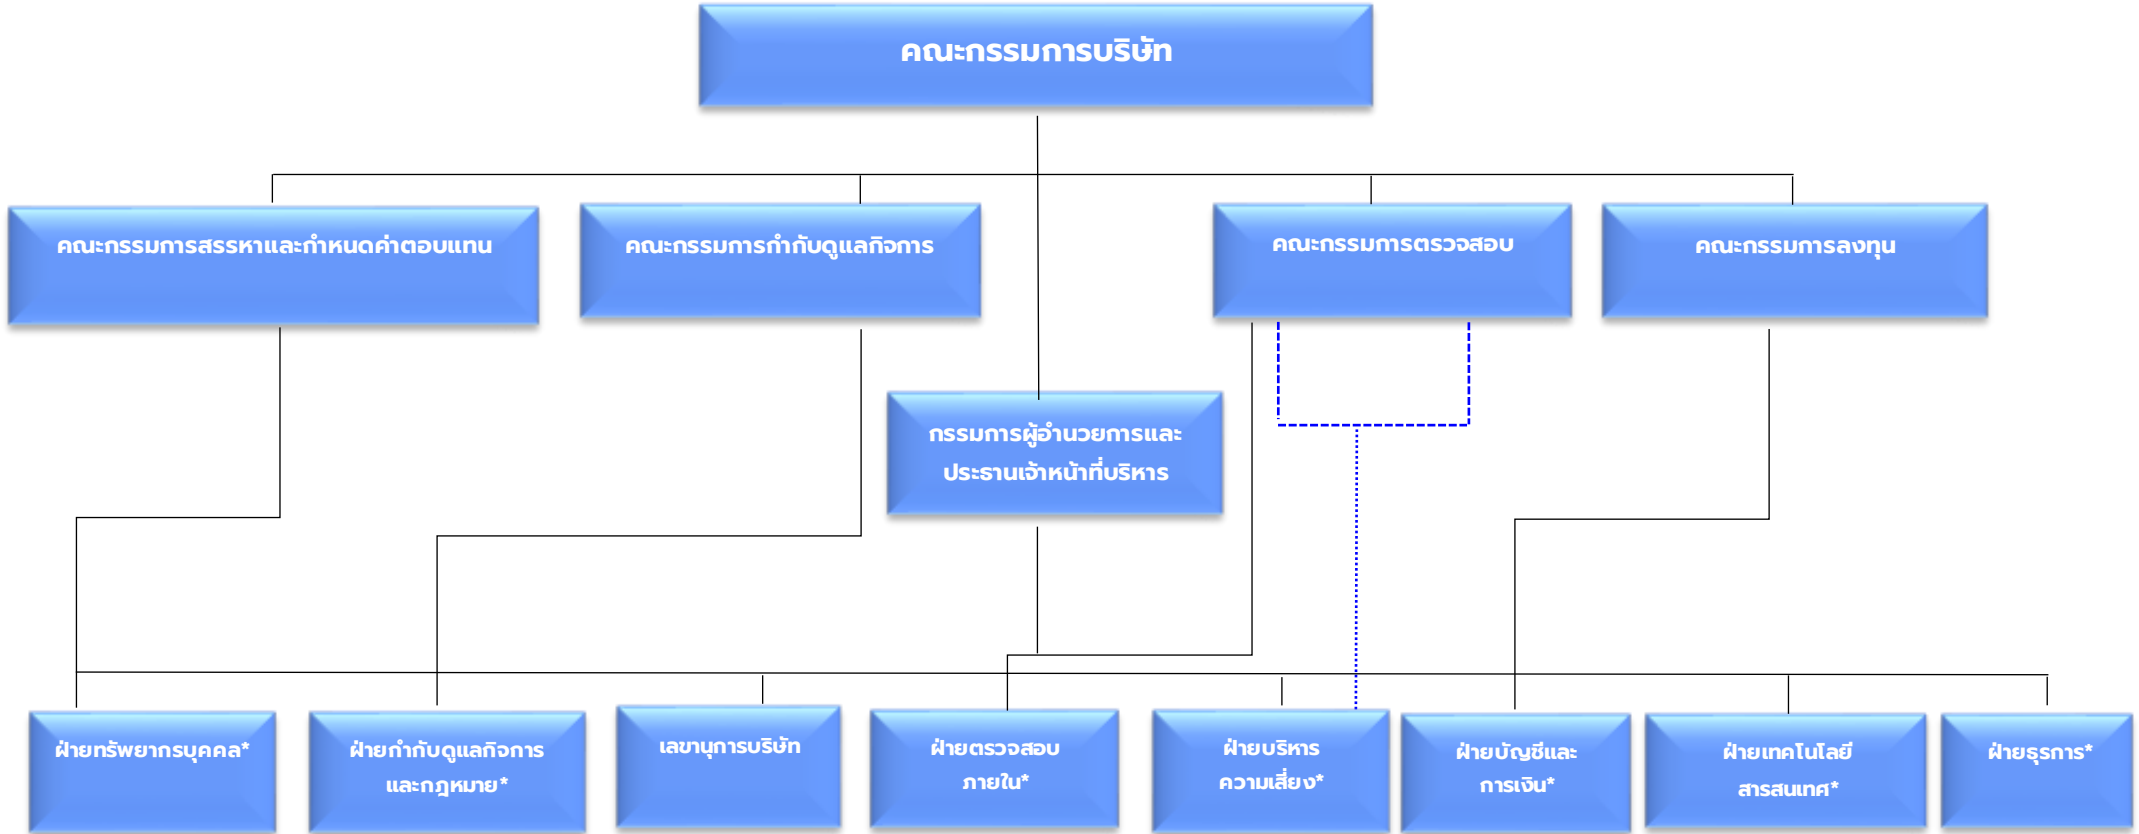 คณะกรรมการบริษัท
คณะกรรมการสรรหาและกำหนดค่าตอบแทน
คณะกรรมการกำกับดูแลกิจการ
คณะกรรมการตรวจสอบ
คณะกรรมการลงทุน
กรรมการผู้อำนวยการและ
ประธานเจ้าหน้าที่บริหาร
ฝ่ายทรัพยากรบุคคล*
ฝ่ายกำกับดูแลกิจการ
และกฎหมาย*
เลขานุการบริษัท
ฝ่ายตรวจสอบ
ภายใน*
ฝ่ายบริหาร
ความเสี่ยง*
ฝ่ายบัญชีและ
การเงิน*
ฝ่ายเทคโนโลยี
สารสนเทศ*
ฝ่ายธุรการ*